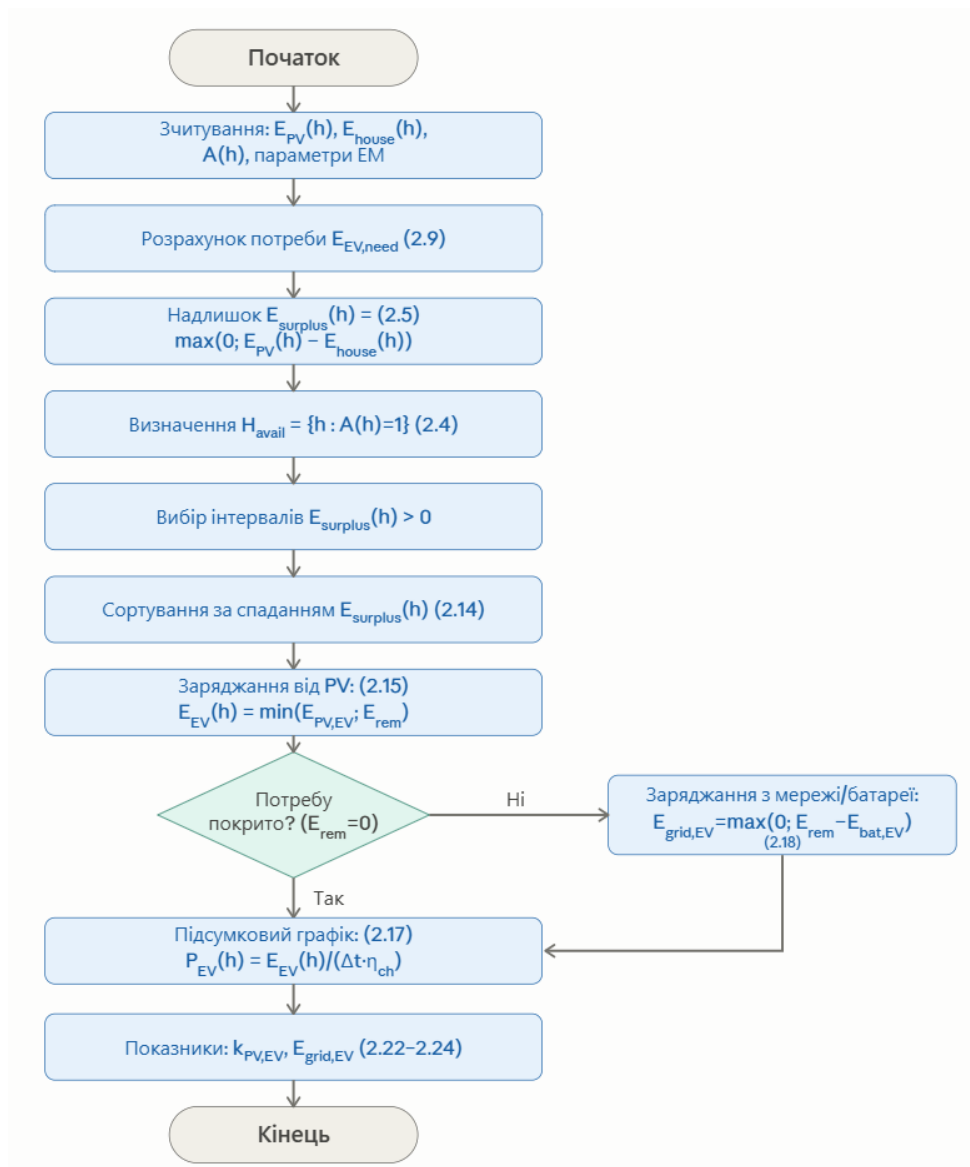 Початок
Зчитування: E_PV(h), E_house(h),
A(h), параметри ЕМ
Розрахунок потреби E_EV,need (2.9)
Надлишок E_surplus(h) = (2.5)
max(0; E_PV(h) − E_house(h))
Визначення H_avail = {h : A(h)=1} (2.4)
Вибір інтервалів E_surplus(h) > 0
Сортування за спаданням E_surplus(h) (2.14)
Заряджання від PV: (2.15)
E_EV(h) = min(E_PV,EV; E_rem)
Потребу
покрито? (E_rem=0)
Ні
Заряджання з мережі/батареї:
E_grid,EV=max(0; E_rem−E_bat,EV)
(2.18)
Так
Підсумковий графік: (2.17)
P_EV(h) = E_EV(h)/(Δt·η_ch)
Показники: k_PV,EV, E_grid,EV (2.22–2.24)
Кінець